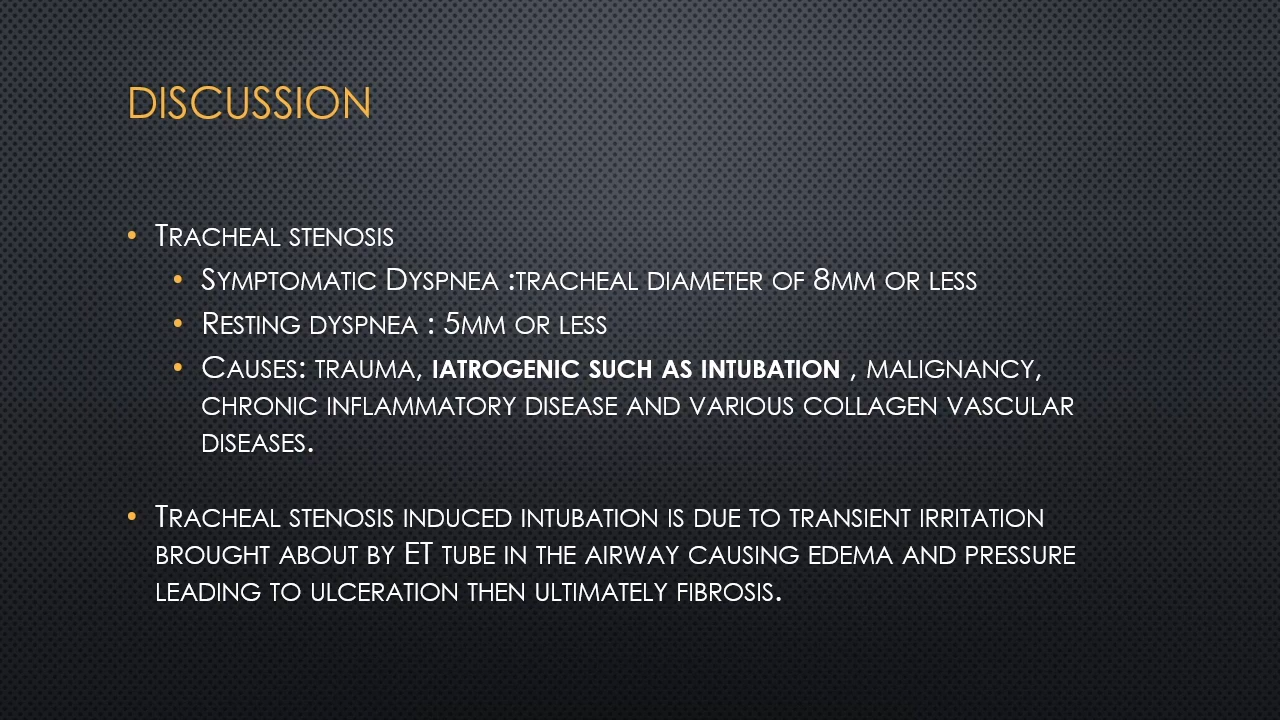 DISCUSSION
• TRACHEAL STENOSIS
• SYMPTOMATIC DYSPNEA :TRACHEAL DIAMETER OF 8MM OR LESS
• RESTING DYSPNEA : 5MM OR LESS
• CAUSES: TRAUMA, IATROGENIC SUCH AS INTUBATION , MALIGNANCY,
CHRONIC INFLAMMATORY DISEASE AND VARIOUS COLLAGEN VASCULAR
DISEASES.
• TRACHEAL STENOSIS INDUCED INTUBATION IS DUE TO TRANSIENT IRRITATION
BROUGHT ABOUT BY ET TUBE IN THE AIRWAY CAUSING EDEMA AND PRESSURE
LEADING TO ULCERATION THEN ULTIMATELY FIBROSIS.